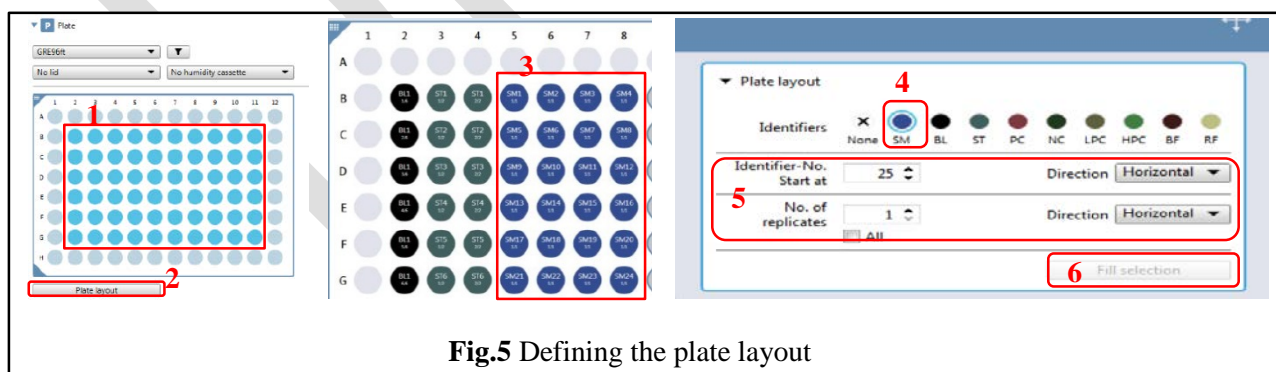 P Plate
GRE96ft
No lid No humidity cassette
1 2 3 4 5 6 7 8 9 10 11 12
A
B
C
D
E
F
G
H
1
Plate layout
2
1 2 3 4 5 6 7 8
3
A
B BL1 ST1 ST1 SM1 SM2 SM3 SM4
C BL1 ST2 ST2 SM5 SM6 SM7 SM8
D BL1 ST3 ST3 SM9 SM10 SM11 SM12
E BL1 ST4 ST4 SM13 SM14 SM15 SM16
F BL1 ST5 ST5 SM17 SM18 SM19 SM20
G BL1 ST6 ST6 SM21 SM22 SM23 SM24
Plate layout
4
Identifiers
None SM BL ST PC NC LPC HPC BF RF
Identifier-No.
Start at 25 Direction Horizontal
5
No. of
replicates 1 Direction Horizontal
All
6 Fill selection
Fig.5 Defining the plate layout